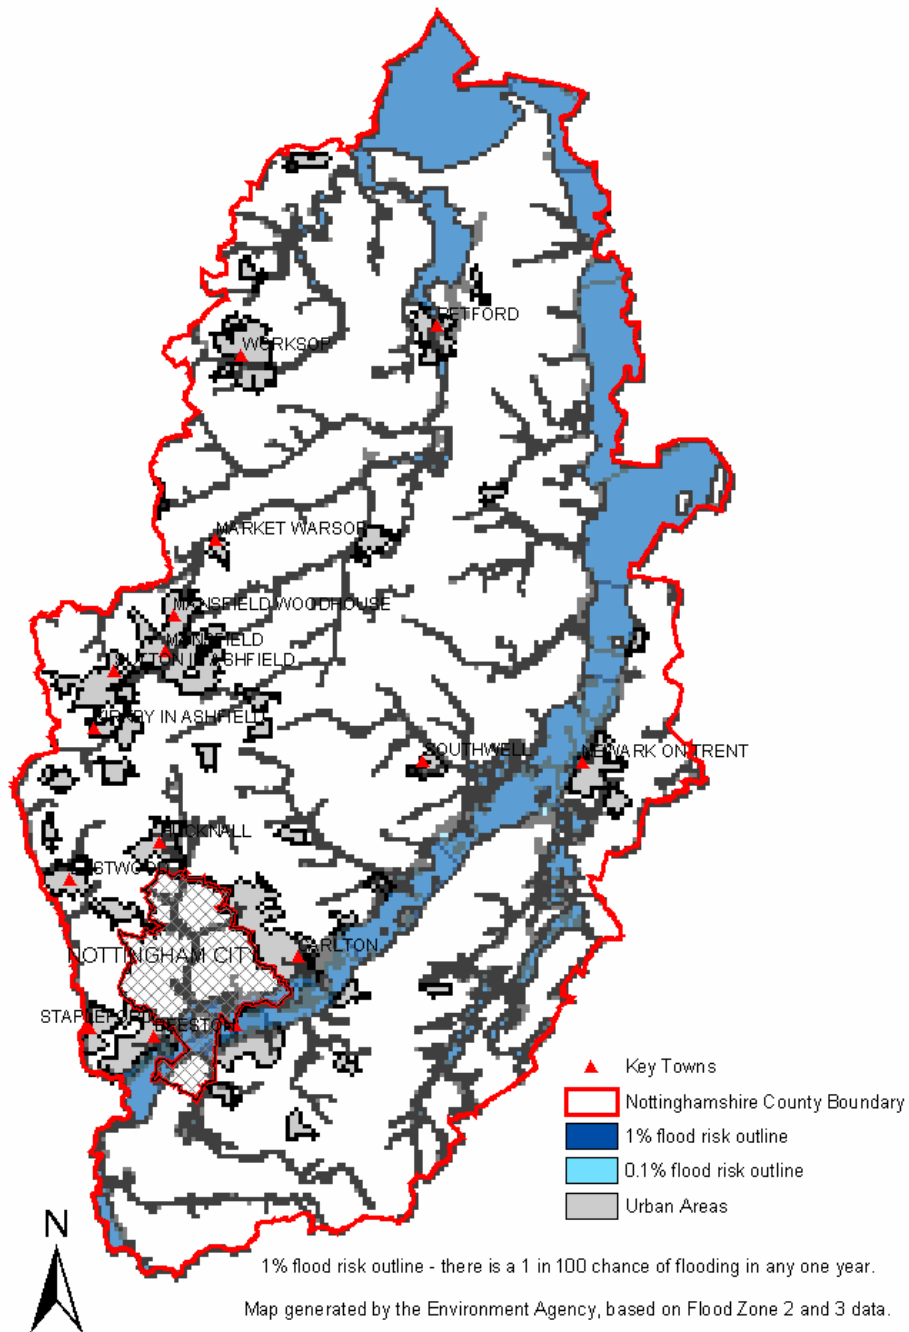 RETFORD
WORKSOP
MARKET WARSOP
MANSFIELD WOODHOUSE
MANSFIELD
SUTTON IN ASHFIELD
KIRKBY IN ASHFIELD
SOUTHWELL
NEWARK ON TRENT
HUCKNALL
EASTWOOD
CARLTON
NOTTINGHAM CITY
STAPLEFORD
BEESTON
Key Towns
Nottinghamshire County Boundary
1% flood risk outline
0.1% flood risk outline
Urban Areas
N
1% flood risk outline - there is a 1 in 100 chance of flooding in any one year.
Map generated by the Environment Agency, based on Flood Zone 2 and 3 data.